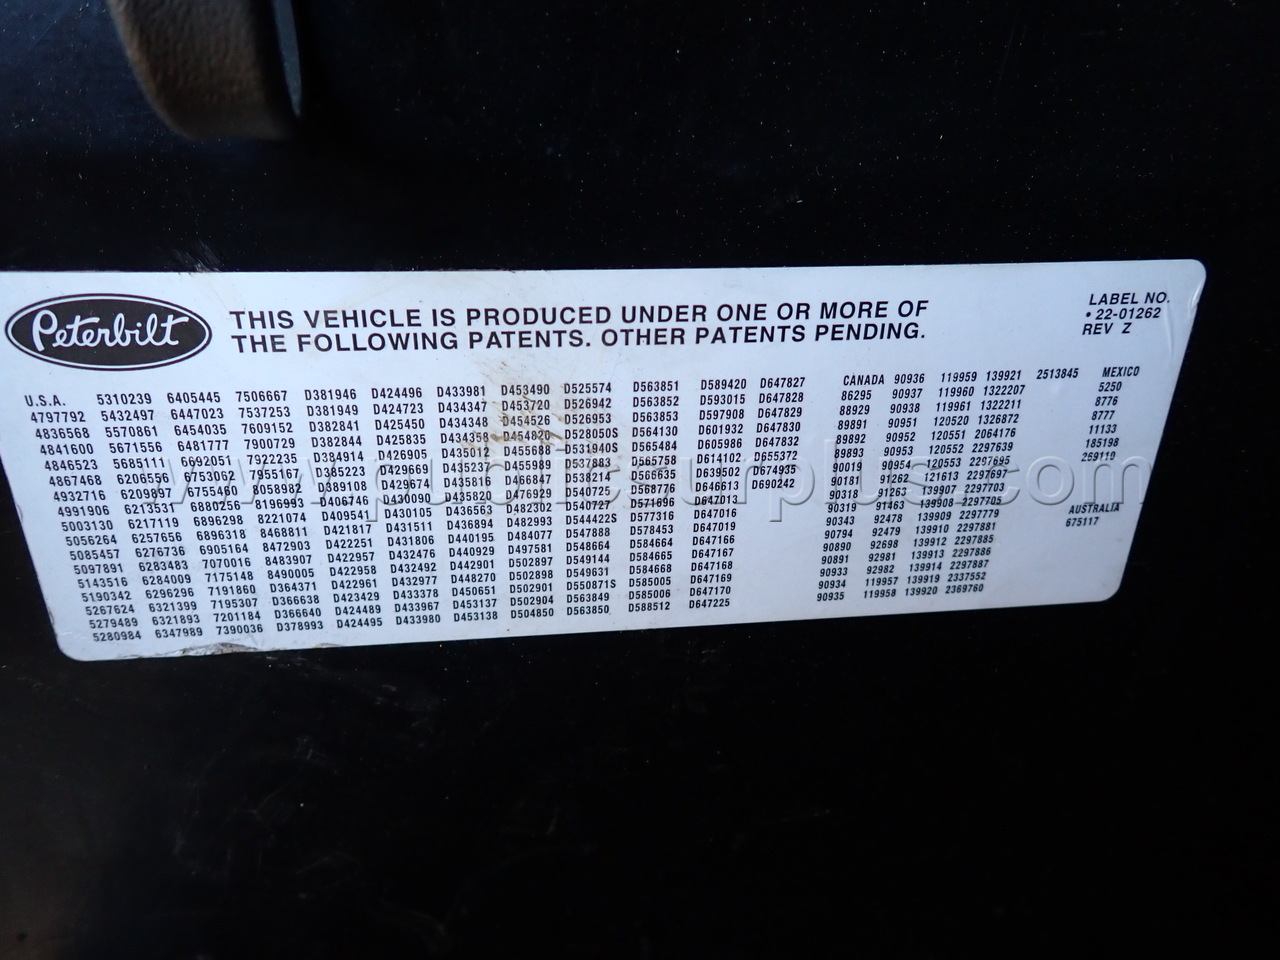 Peterbilt
THIS VEHICLE IS PRODUCED UNDER ONE OR MORE OF
THE FOLLOWING PATENTS. OTHER PATENTS PENDING.
LABEL NO.
• 22-01262
REV Z
U.S.A. 5310239 6405445 7506667 D381946 D424496 D433981 D453490 D525574 D563851 D589420 D647827 CANADA 90936 119959 139921 2513845 MEXICO
4797792 5432497 6447023 7537253 D381949 D424723 D434347 D453720 D526942 D563852 D593015 D647828 86295 90937 119960 1322207 5250
4836568 5570861 6454035 7609152 D382841 D425450 D434348 D454526 D526953 D563853 D597908 D647829 88929 90938 119961 1322211 8776
4841600 5671556 6481777 7900729 D382844 D425835 D434358 D454820 D528050S D564130 D601932 D647830 89891 90951 120520 1326872 8777
4846523 5685111 6692051 7922235 D384914 D426905 D435012 D455688 D531940S D565484 D605986 D647832 89892 90952 120551 2064176 11133
4867468 6206556 6753062 7955167 D385223 D429669 D435237 D455989 D537883 D565758 D614102 D655372 89893 90953 120552 2297639 185198
4932716 6209897 6755460 8058982 D389108 D429674 D435816 D466847 D538214 D566635 D639502 D674935 90019 90954 120553 2297695 269110
4991906 6213531 6880256 8196993 D406746 D430090 D435820 D476929 D540725 D568776 D646613 D690242 90181 91262 121613 2297697
5003130 6217119 6896298 8221074 D409541 D430105 D436563 D482302 D540727 D571696 D647013 90318 91263 139907 2297703
5056264 6257656 6896318 8468811 D421817 D431511 D436894 D482993 D544422S D577316 D647016 90319 91463 139908 2297705 AUSTRALIA
5085457 6276736 6905164 8472903 D422251 D431806 D440195 D484077 D547888 D578453 D647019 90343 92478 139909 2297779 675117
5097891 6283483 7070016 8483907 D422957 D432476 D440929 D497581 D548664 D584664 D647166 90794 92479 139910 2297881
5143516 6284009 7175148 8490005 D422958 D432492 D442901 D502897 D549144 D584665 D647167 90890 92698 139912 2297885
5190342 6296296 7191860 D364371 D422961 D432977 D448270 D502898 D549631 D584668 D647168 90891 92981 139913 2297886
5267624 6321399 7195307 D366638 D423429 D433378 D450651 D502901 D550871S D585005 D647169 90933 92982 139914 2297887
5279489 6321893 7201184 D366640 D424489 D433967 D453137 D502904 D563849 D585006 D647170 90934 119957 139919 2337552
5280984 6347989 7390036 D378993 D424495 D433980 D453138 D504850 D563850 D588512 D647225 90935 119958 139920 2369760
www.publicsurplus.com